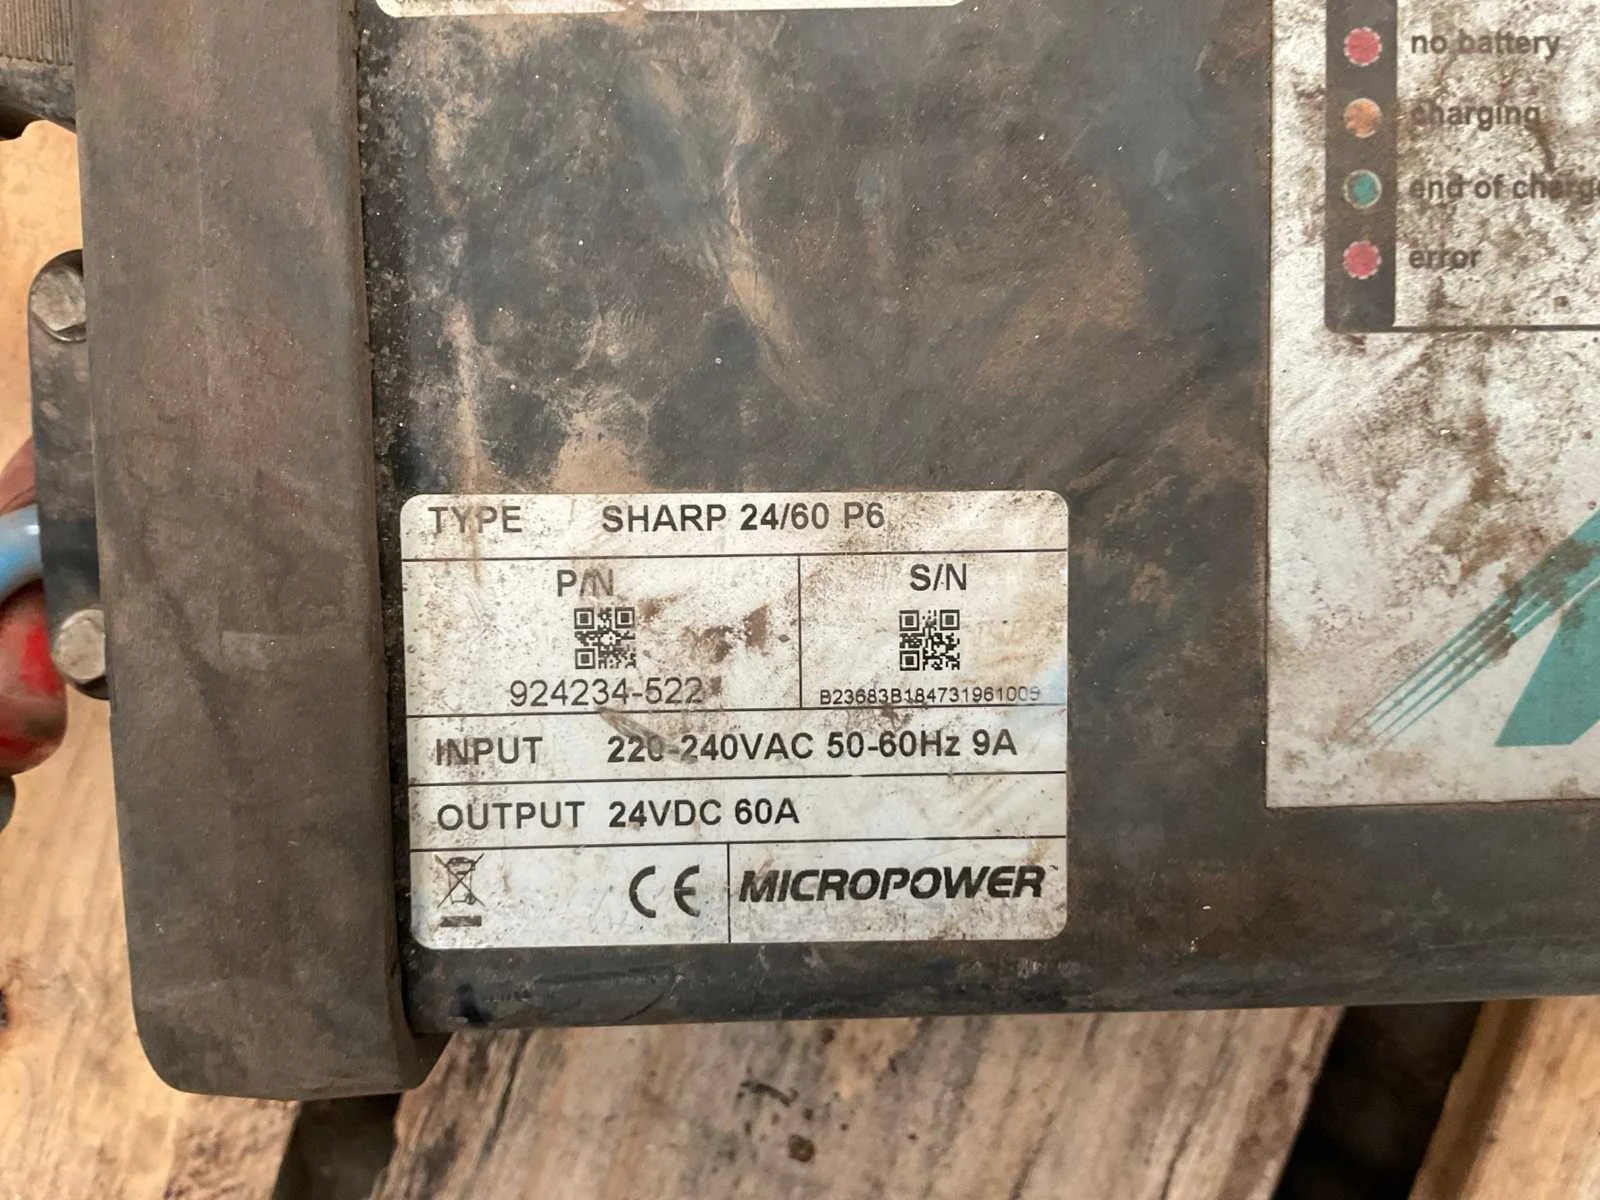 no battery
charging
end of charge
error
TYPE SHARP 24/60 P6
P/N S/N
924234-522 B23683B184731961009
INPUT 220-240VAC 50-60Hz 9A
OUTPUT 24VDC 60A
CE MICROPOWER™